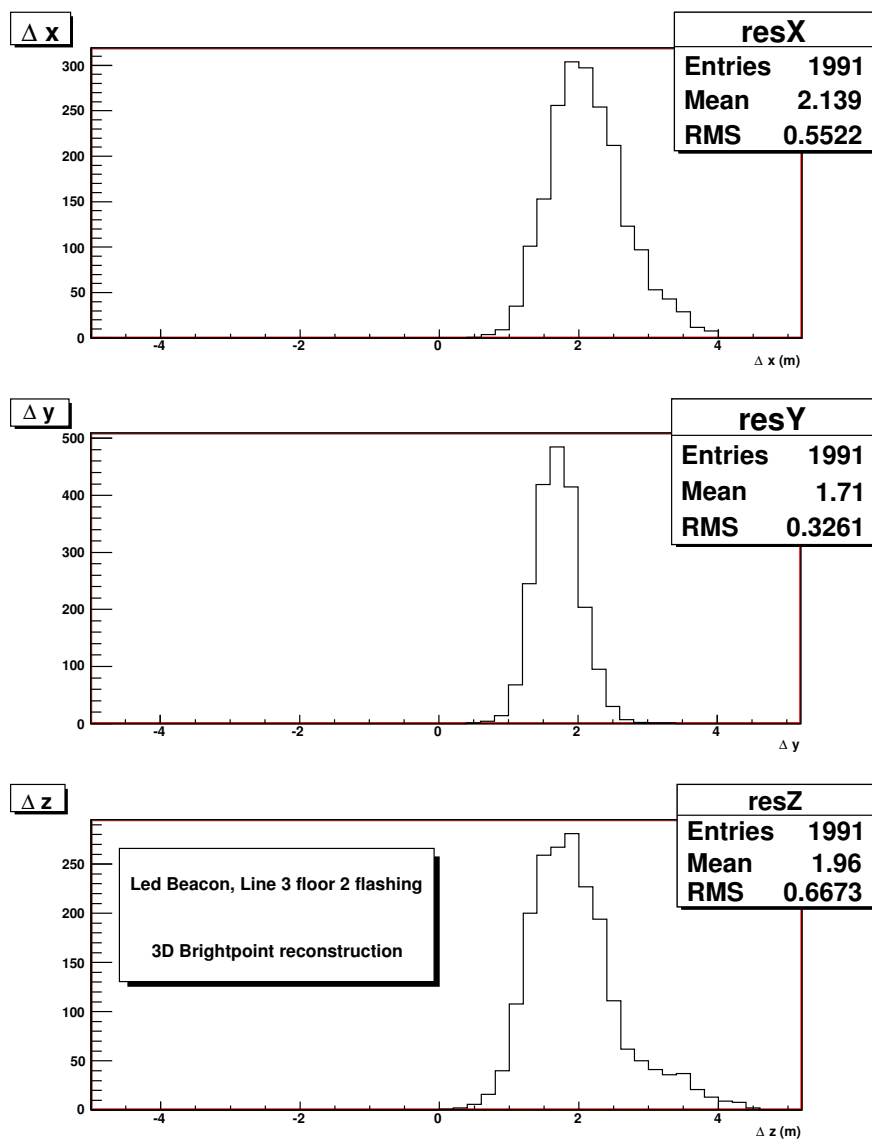 Δ x
resX
Entries 1991
Mean 2.139
RMS 0.5522
300
250
200
150
100
50
0
-4 -2 0 2 4
Δ x (m)
Δ y
resY
Entries 1991
Mean 1.71
RMS 0.3261
500
400
300
200
100
0
-4 -2 0 2 4
Δ y
Δ z
resZ
Entries 1991
Mean 1.96
RMS 0.6673
Led Beacon, Line 3 floor 2 flashing
3D Brightpoint reconstruction
250
200
150
100
50
0
-4 -2 0 2 4
Δ z (m)